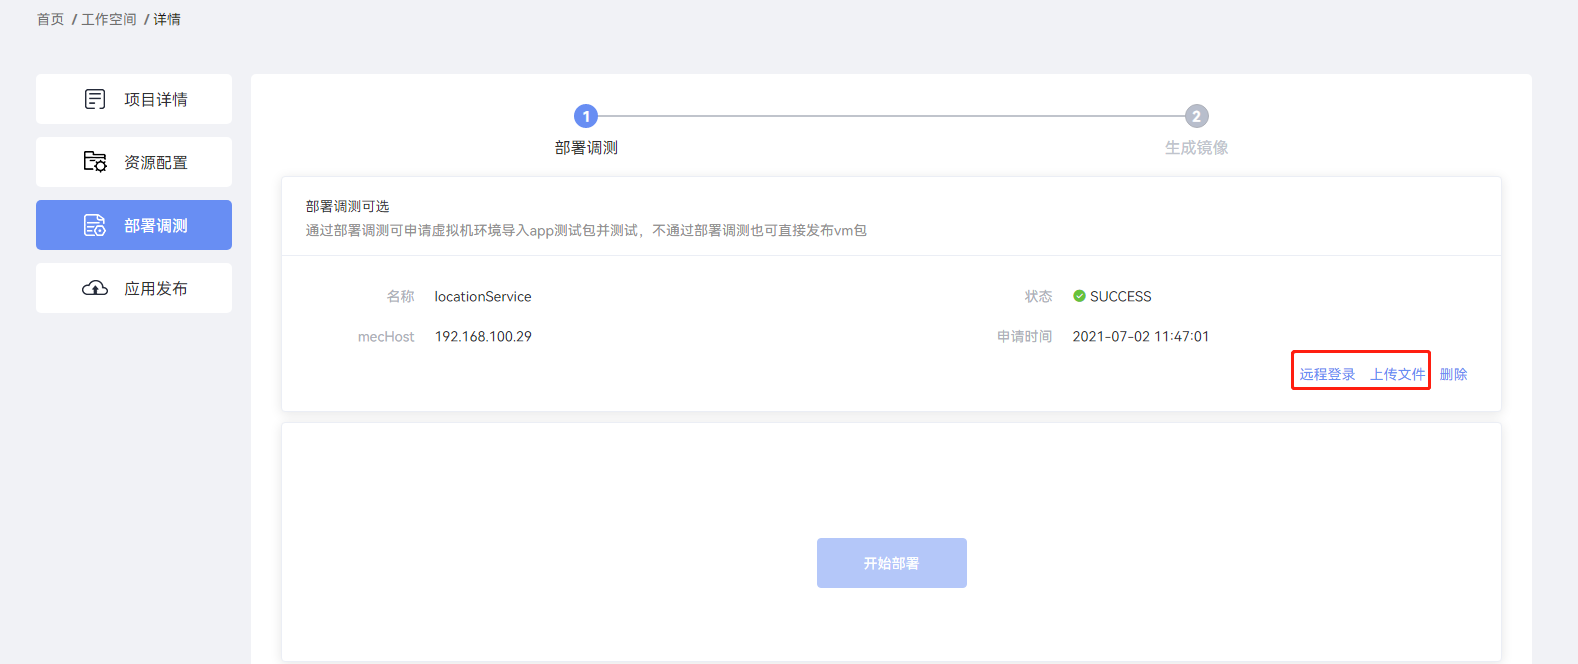 首页 / 工作空间 / 详情
项目详情
资源配置
部署调测
应用发布
1
2
部署调测
生成镜像
部署调测可选
通过部署调测可申请虚拟机环境导入app测试包并测试，不通过部署调测也可直接发布vm包
名称 locationService
状态 SUCCESS
mecHost 192.168.100.29
申请时间 2021-07-02 11:47:01
远程登录 上传文件 删除
开始部署